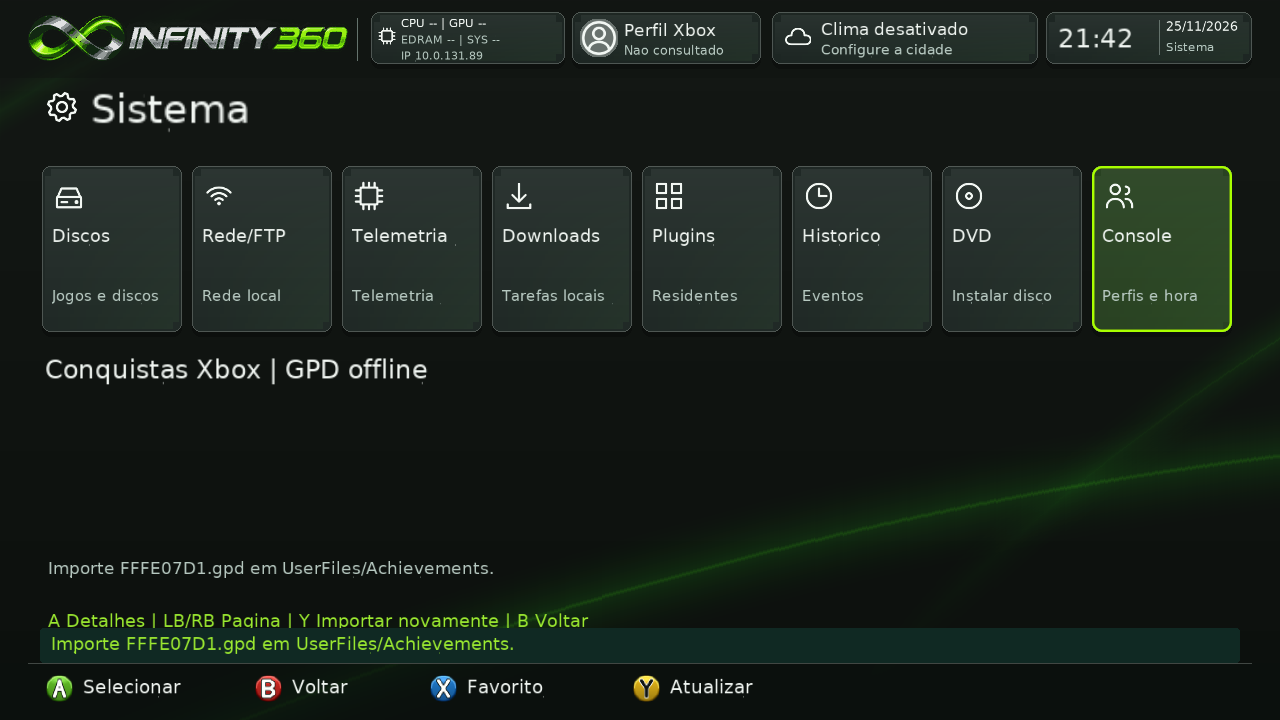 INFINITY 360
CPU -- | GPU --
EDRAM -- | SYS --
IP 10.0.131.89
Perfil Xbox
Nao consultado
Clima desativado
Configure a cidade
21:42
25/11/2026
Sistema
Sistema
Discos
Jogos e discos
Rede/FTP
Rede local
Telemetria
Telemetria
Downloads
Tarefas locais
Plugins
Residentes
Historico
Eventos
DVD
Instalar disco
Console
Perfis e hora
Conquistas Xbox | GPD offline
Importe FFFE07D1.gpd em UserFiles/Achievements.
A Detalhes | LB/RB Pagina | Y Importar novamente | B Voltar
Importe FFFE07D1.gpd em UserFiles/Achievements.
A Selecionar
B Voltar
X Favorito
Y Atualizar